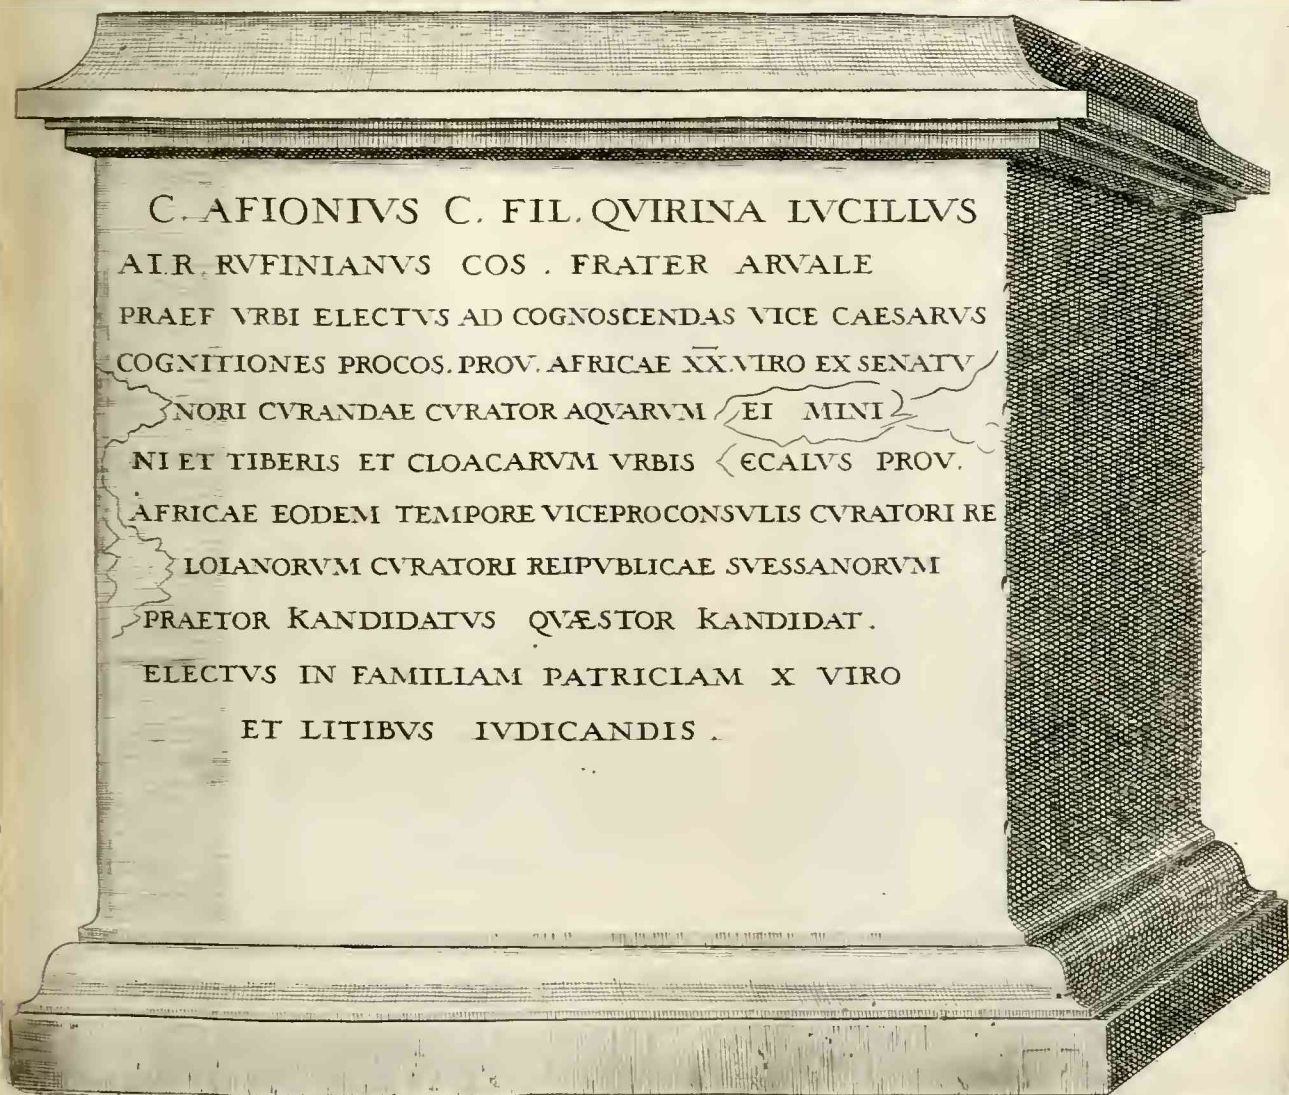 C. AFIONIVS C. FIL. QVIRINA LVCILLVS
AI.R. RVFINIANVS COS . FRATER ARVALE
PRAEF VRBI ELECTVS AD COGNOSCENDAS VICE CAESARVS
COGNITIONES PROCOS. PROV. AFRICAE X̅X̅.VIRO EX SENATV
NORI CVRANDAE CVRATOR AQVARVM EI MINI
NI ET TIBERIS ET CLOACARVM VRBIS ЄCALVS PROV.
AFRICAE EODEM TEMPORE VICEPROCONSVLIS CVRATORI RE
LOIANORVM CVRATORI REIPVBLICAE SVESSANORVM
PRAETOR KANDIDATVS QVÆSTOR KANDIDAT.
ELECTVS IN FAMILIAM PATRICIAM X VIRO
ET LITIBVS IVDICANDIS .